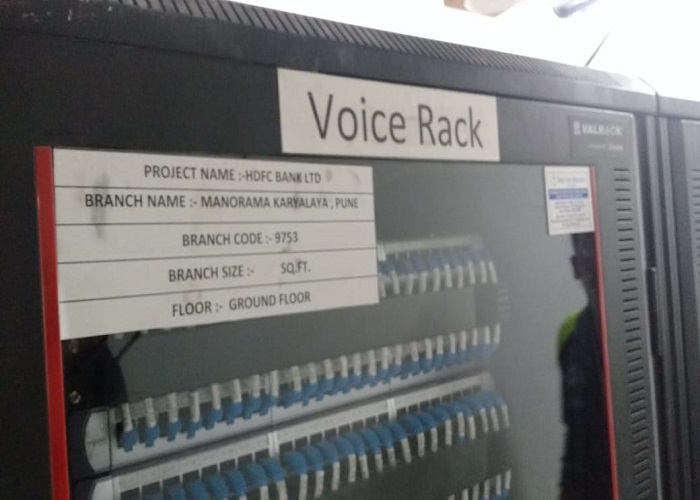 Voice Rack
VALRACK
PROJECT NAME :-HDFC BANK LTD
BRANCH NAME :- MANORAMA KARYALAYA , PUNE
BRANCH CODE :- 9753
BRANCH SIZE :- SQ.FT.
FLOOR :- GROUND FLOOR